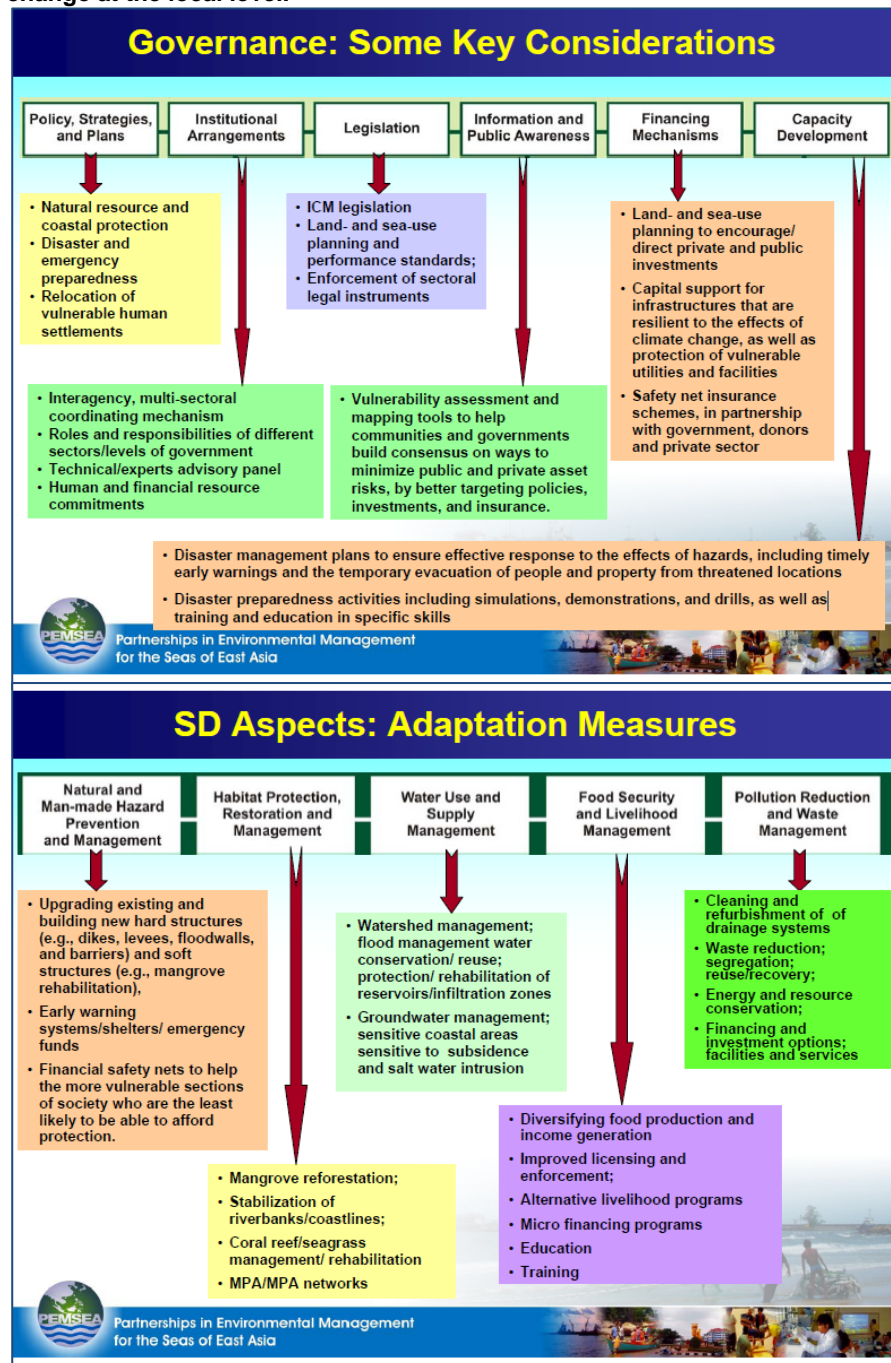 change at the local level.
Governance: Some Key Considerations
Policy, Strategies,
and Plans
Institutional
Arrangements
Legislation
Information and
Public Awareness
Financing
Mechanisms
Capacity
Development
• Natural resource and
coastal protection
• Disaster and
emergency
preparedness
• Relocation of
vulnerable human
settlements
• ICM legislation
• Land- and sea-use
planning and
performance standards;
• Enforcement of sectoral
legal instruments
• Land- and sea-use
planning to encourage/
direct private and public
investments
• Capital support for
infrastructures that are
resilient to the effects of
climate change, as well as
protection of vulnerable
utilities and facilities
• Safety net insurance
schemes, in partnership
with government, donors
and private sector
• Interagency, multi-sectoral
coordinating mechanism
• Roles and responsibilities of different
sectors/levels of government
• Technical/experts advisory panel
• Human and financial resource
commitments
• Vulnerability assessment and
mapping tools to help
communities and governments
build consensus on ways to
minimize public and private asset
risks, by better targeting policies,
investments, and insurance.
• Disaster management plans to ensure effective response to the effects of hazards, including timely
early warnings and the temporary evacuation of people and property from threatened locations
• Disaster preparedness activities including simulations, demonstrations, and drills, as well as
training and education in specific skills
PEMSEA
Partnerships in Environmental Management
for the Seas of East Asia
SD Aspects: Adaptation Measures
Natural and
Man-made Hazard
Prevention
and Management
Habitat Protection,
Restoration and
Management
Water Use and
Supply
Management
Food Security
and Livelihood
Management
Pollution Reduction
and Waste
Management
• Upgrading existing and
building new hard structures
(e.g., dikes, levees, floodwalls,
and barriers) and soft
structures (e.g., mangrove
rehabilitation),
• Early warning
systems/shelters/ emergency
funds
• Financial safety nets to help
the more vulnerable sections
of society who are the least
likely to be able to afford
protection.
• Watershed management;
flood management water
conservation/ reuse;
protection/ rehabilitation of
reservoirs/infiltration zones
• Groundwater management;
sensitive coastal areas
sensitive to subsidence
and salt water intrusion
• Cleaning and
refurbishment of of
drainage systems
• Waste reduction;
segregation;
reuse/recovery;
• Energy and resource
conservation;
• Financing and
investment options;
facilities and services
• Mangrove reforestation;
• Stabilization of
riverbanks/coastlines;
• Coral reef/seagrass
management/ rehabilitation
• MPA/MPA networks
• Diversifying food production and
income generation
• Improved licensing and
enforcement;
• Alternative livelihood programs
• Micro financing programs
• Education
• Training
PEMSEA
Partnerships in Environmental Management
for the Seas of East Asia